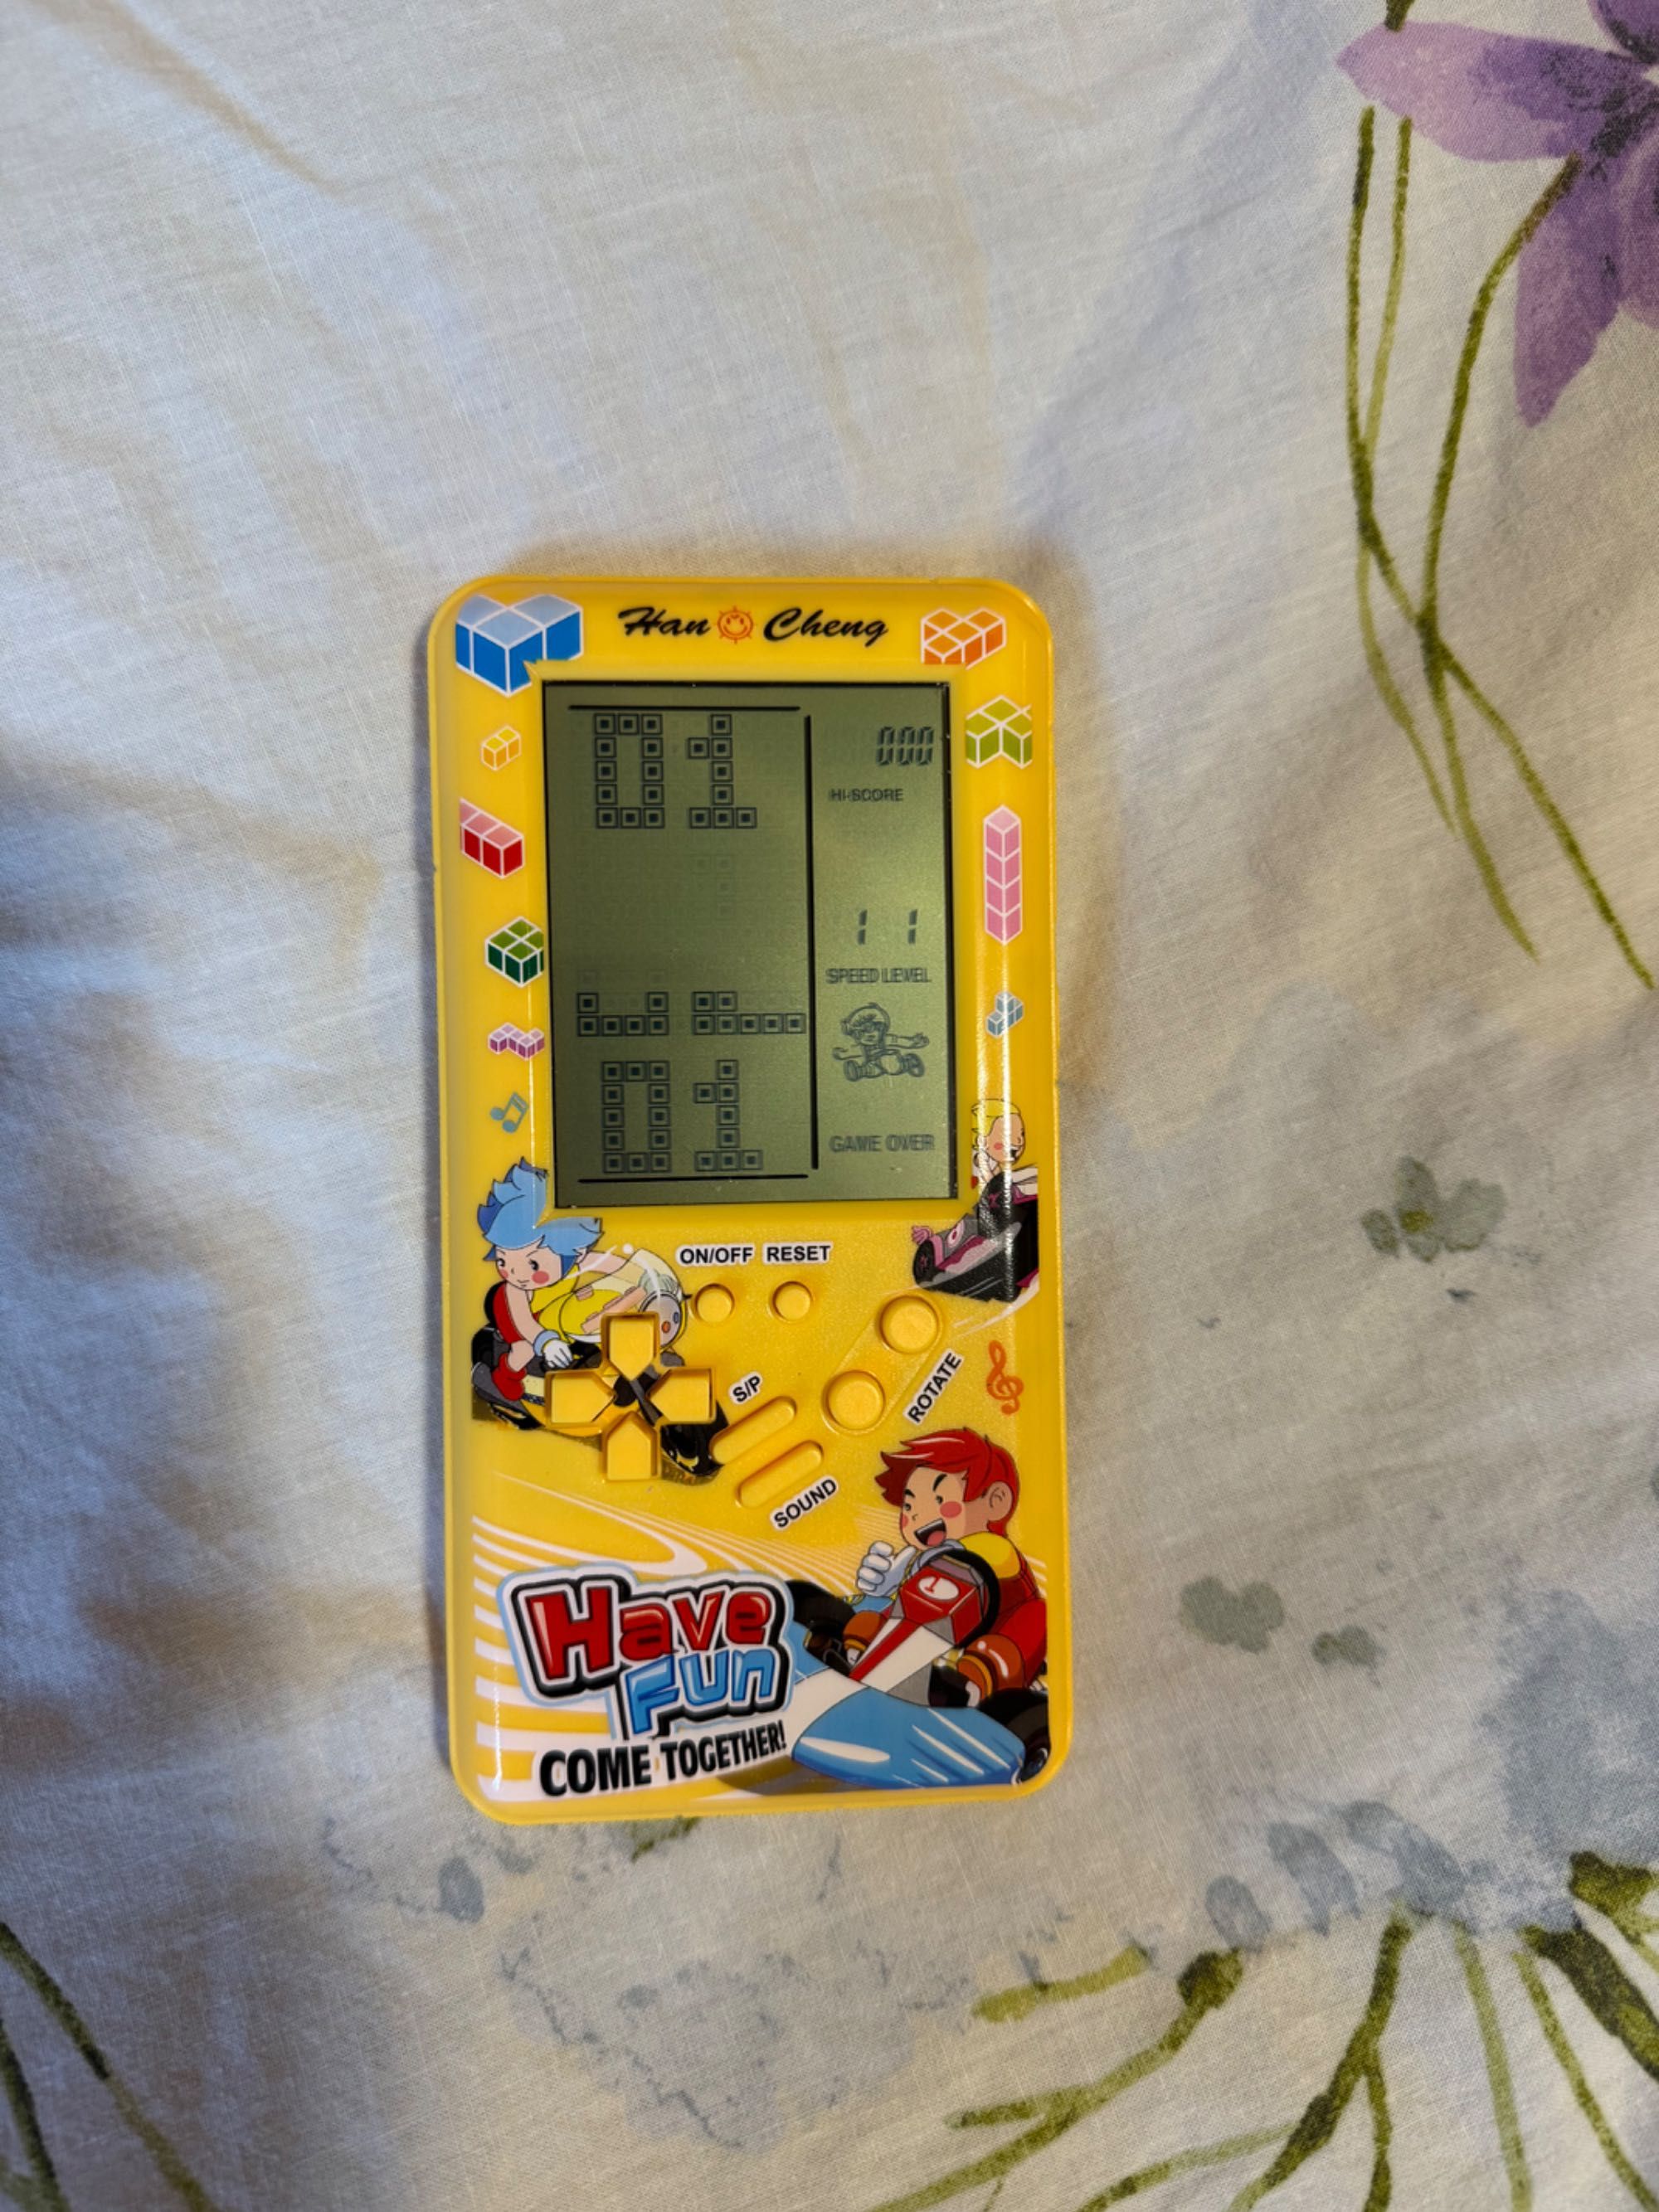 Han Cheng
01
000
HI-SCORE
1 1
SPEED LEVEL
01
GAME OVER
ON/OFF RESET
S/P
ROTATE
SOUND
1
Have
Fun
COME TOGETHER!